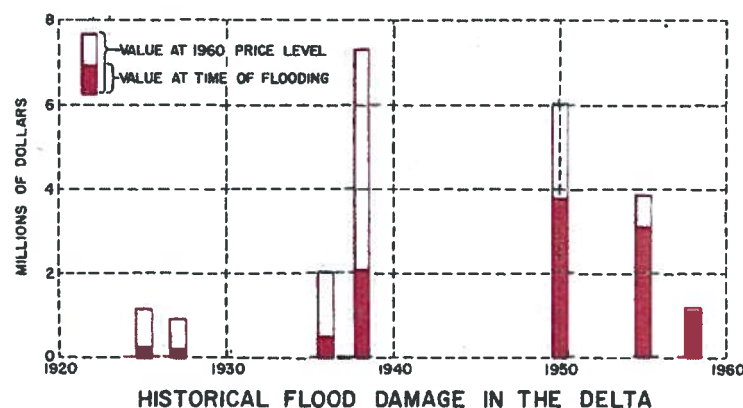 8
VALUE AT 1960 PRICE LEVEL
VALUE AT TIME OF FLOODING
6
MILLIONS OF DOLLARS
4
2
0
1920 1930 1940 1950 1960
HISTORICAL FLOOD DAMAGE IN THE DELTA